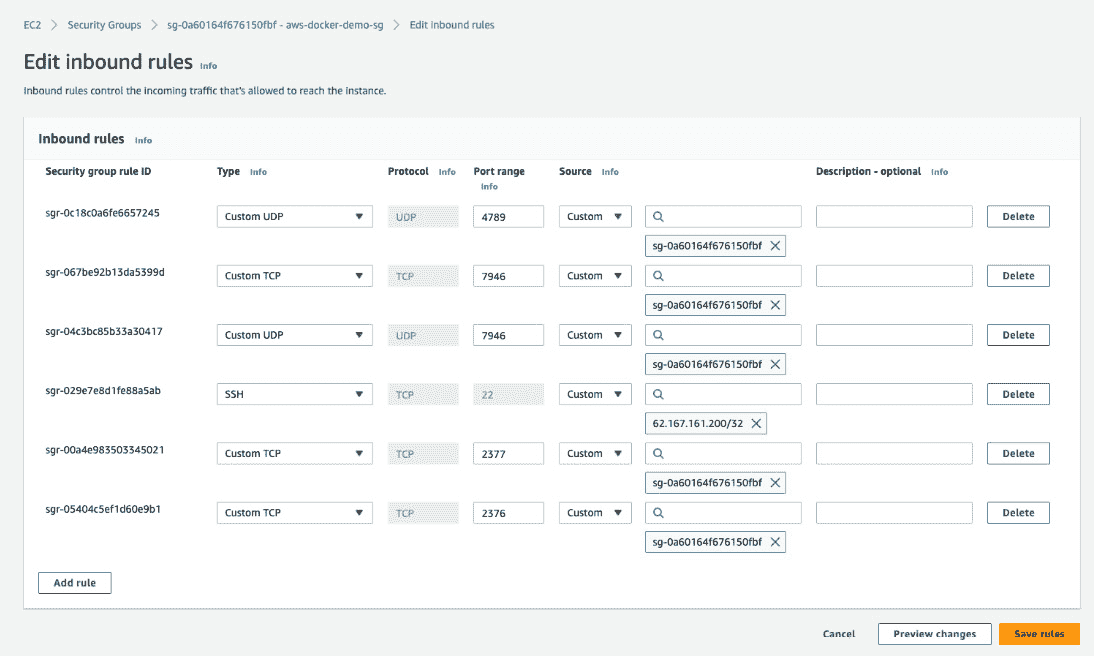 EC2 > Security Groups > sg-0a60164f676150fbf - aws-docker-demo-sg > Edit inbound rules
Edit inbound rules Info
Inbound rules control the incoming traffic that's allowed to reach the instance.
Inbound rules Info
Security group rule ID Type Info Protocol Info Port range Info Source Info Description - optional Info
sgr-0c18c0a6fe6657245 Custom UDP UDP 4789 Custom Delete
sg-0a60164f676150fbf
sgr-067be92b13da5399d Custom TCP TCP 7946 Custom Delete
sg-0a60164f676150fbf
sgr-04c3bc85b33a30417 Custom UDP UDP 7946 Custom Delete
sg-0a60164f676150fbf
sgr-029e7e8d1fe88a5ab SSH TCP 22 Custom Delete
62.167.161.200/32
sgr-00a4e983503345021 Custom TCP TCP 2377 Custom Delete
sg-0a60164f676150fbf
sgr-05404c5ef1d60e9b1 Custom TCP TCP 2376 Custom Delete
sg-0a60164f676150fbf
Add rule
Cancel Preview changes Save rules